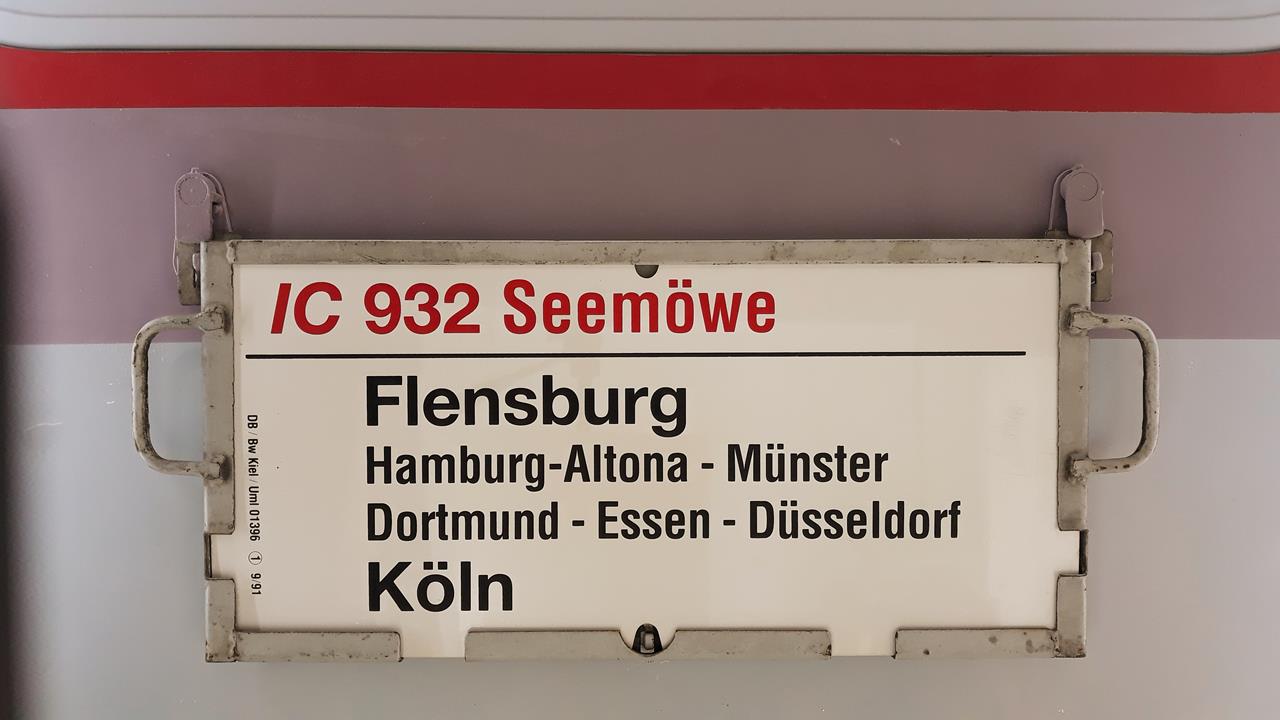 IC 932 Seemöwe
Flensburg
Hamburg-Altona - Münster
Dortmund - Essen - Düsseldorf
Köln
DB / Bw Kiel / Uml 01396 ① 9/91